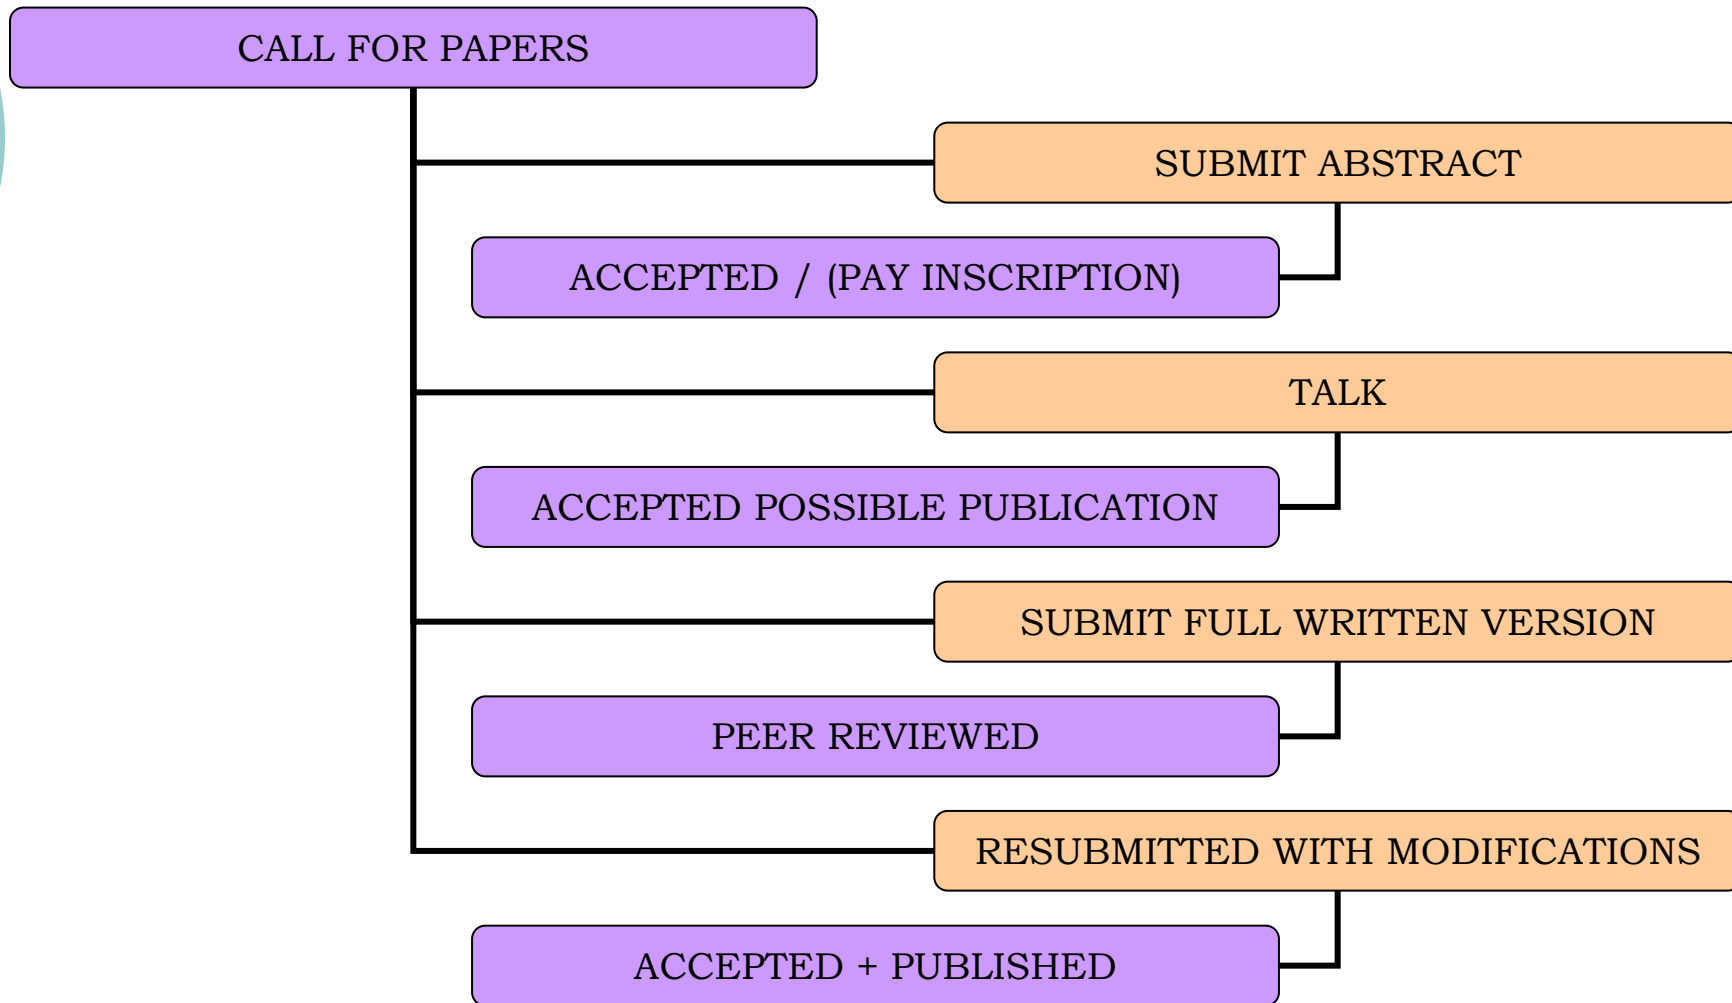 CALL FOR PAPERS
SUBMIT ABSTRACT
ACCEPTED / (PAY INSCRIPTION)
TALK
ACCEPTED POSSIBLE PUBLICATION
SUBMIT FULL WRITTEN VERSION
PEER REVIEWED
RESUBMITTED WITH MODIFICATIONS
ACCEPTED + PUBLISHED